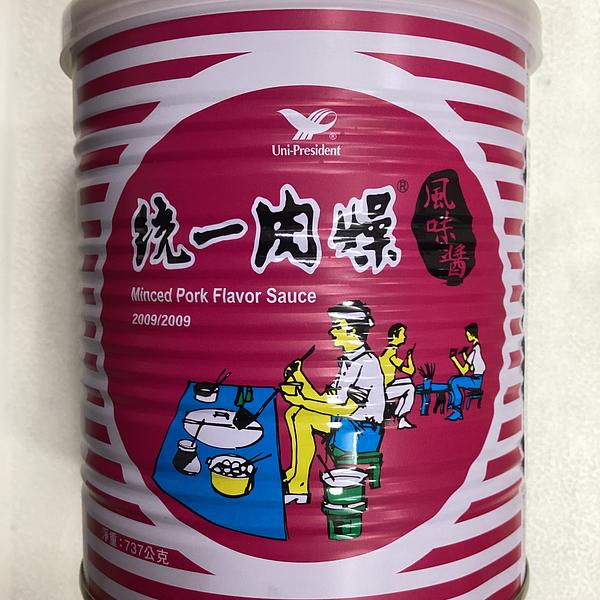 Uni-President
®
統一肉燥®
風味醬
Minced Pork Flavor Sauce
2009/2009
淨重:737公克